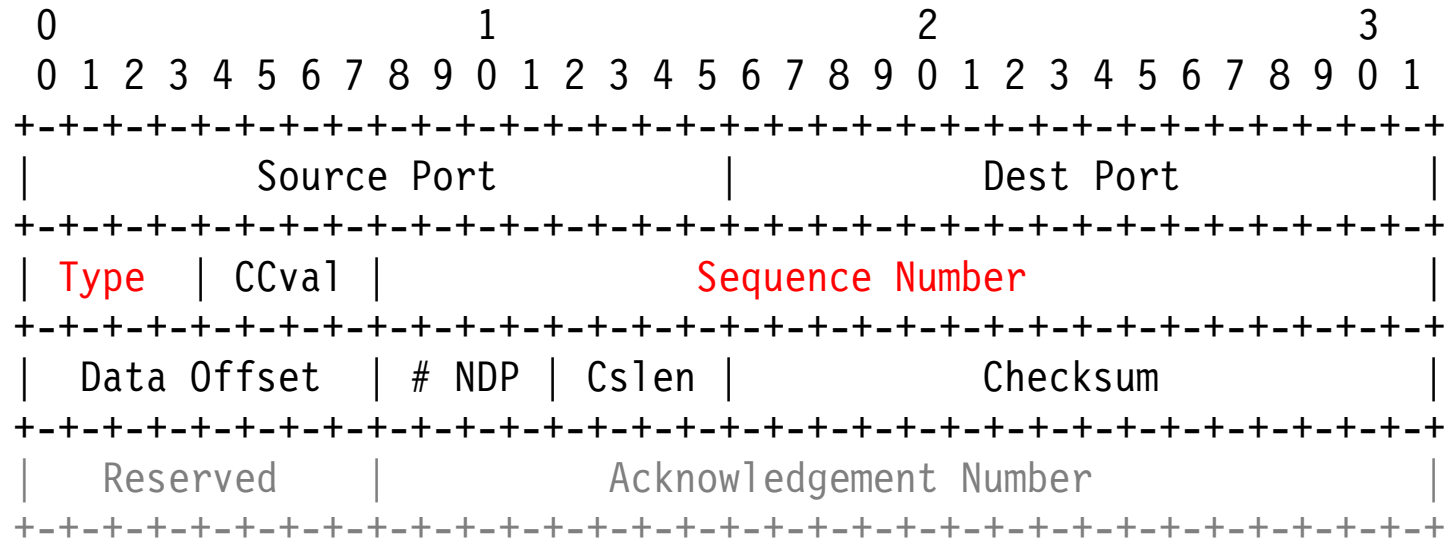 0                   1                   2                   3
 0 1 2 3 4 5 6 7 8 9 0 1 2 3 4 5 6 7 8 9 0 1 2 3 4 5 6 7 8 9 0 1
+-+-+-+-+-+-+-+-+-+-+-+-+-+-+-+-+-+-+-+-+-+-+-+-+-+-+-+-+-+-+-+-+
|          Source Port          |           Dest Port           |
+-+-+-+-+-+-+-+-+-+-+-+-+-+-+-+-+-+-+-+-+-+-+-+-+-+-+-+-+-+-+-+-+
| Type  | CCval |              Sequence Number                  |
+-+-+-+-+-+-+-+-+-+-+-+-+-+-+-+-+-+-+-+-+-+-+-+-+-+-+-+-+-+-+-+-+
|  Data Offset  | # NDP | Cslen |           Checksum            |
+-+-+-+-+-+-+-+-+-+-+-+-+-+-+-+-+-+-+-+-+-+-+-+-+-+-+-+-+-+-+-+-+
|   Reserved    |          Acknowledgement Number               |
+-+-+-+-+-+-+-+-+-+-+-+-+-+-+-+-+-+-+-+-+-+-+-+-+-+-+-+-+-+-+-+-+